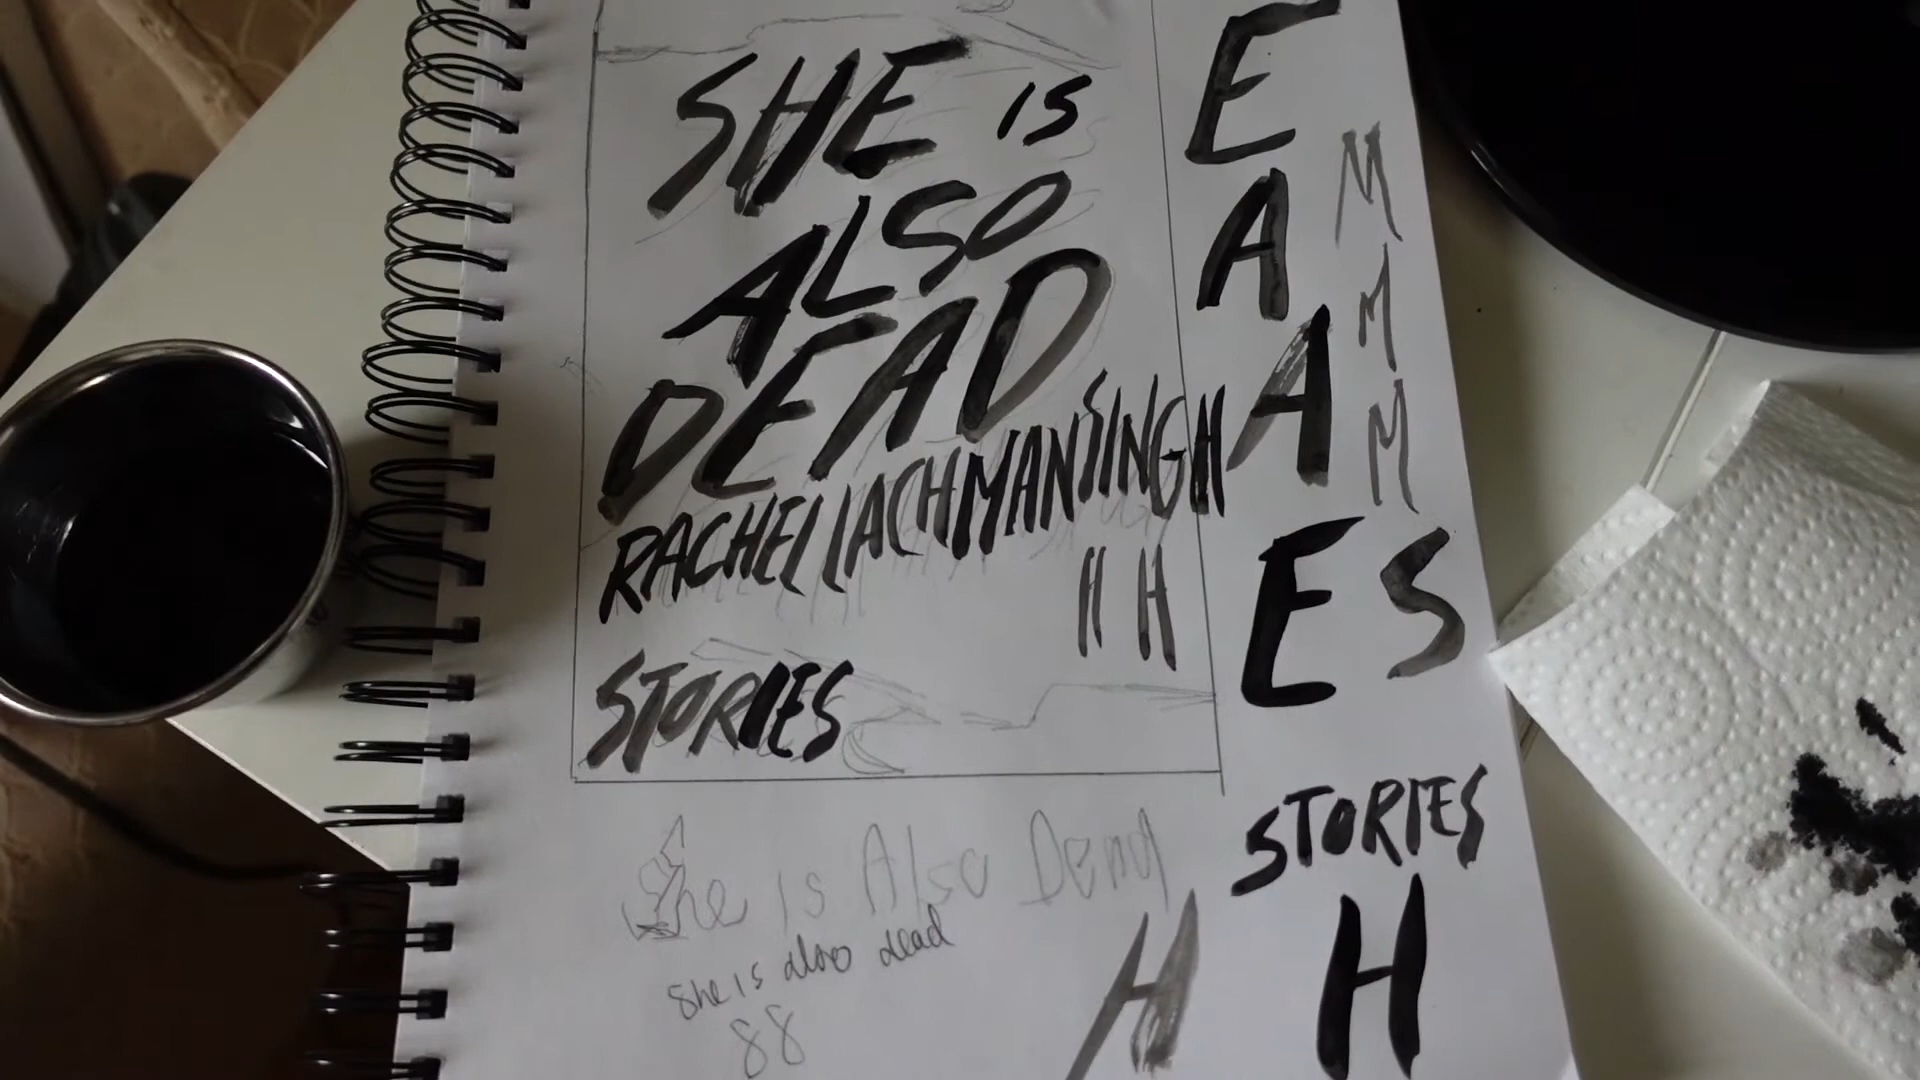 SHE IS
ALSO
DEAD
RACHEL LACHMANSINGH
H H
STORIES
She is Also Dead
She is also dead
88
E
A
A
E S
M
M
M
STORIES
H H